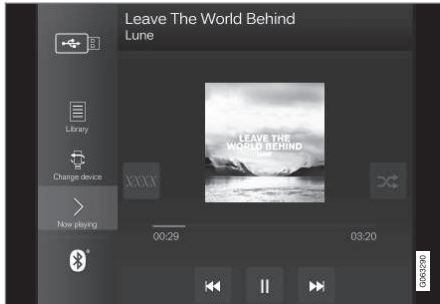 Leave The World Behind
Lune
Library
Change device
Now playing
LEAVE THE
WORLD BEHIND
LUNE
XXXX
00:29
03:20
G063290